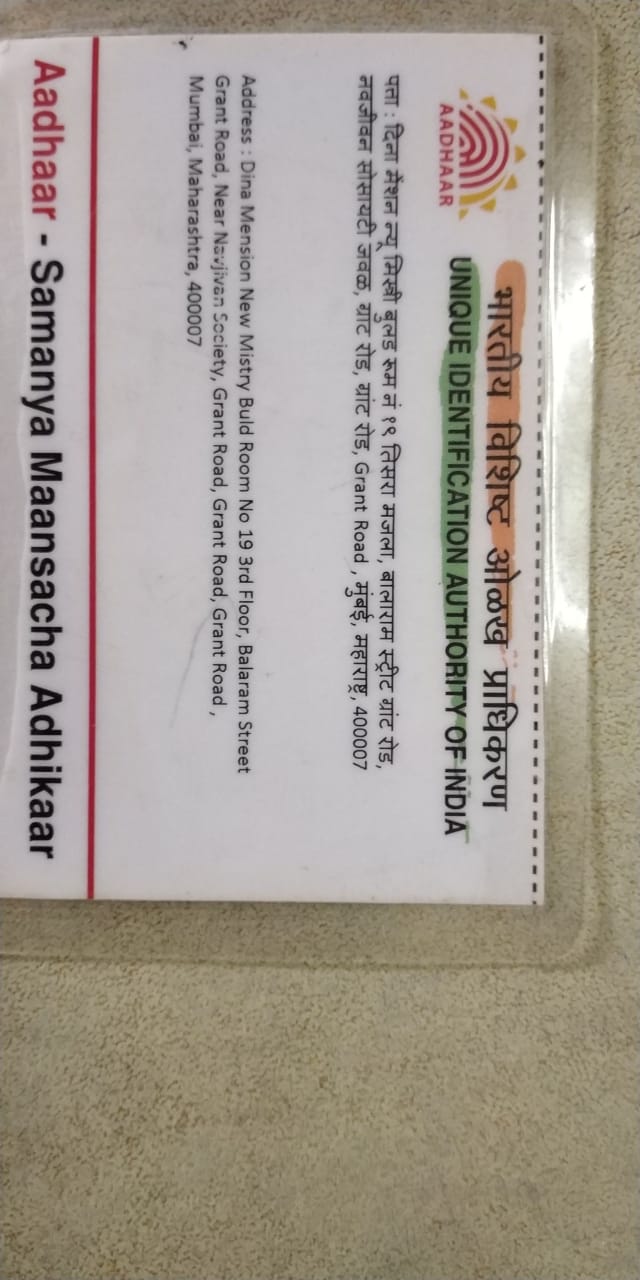 भारतीय विशिष्ट ओळख प्राधिकरण
UNIQUE IDENTIFICATION AUTHORITY OF INDIA
AADHAAR
पत्ता : दिना मेंशन न्यू मिस्त्री बुलड रूम नं १९ तिसरा मजला, बालाराम स्ट्रीट ग्रांट रोड,
नवजीवन सोसायटी जवळ, ग्रांट रोड, ग्रांट रोड, Grant Road , मुंबई, महाराष्ट्र, 400007
Address : Dina Mension New Mistry Buld Room No 19 3rd Floor, Balaram Street
Grant Road, Near Navjivan Society, Grant Road, Grant Road, Grant Road ,
Mumbai, Maharashtra, 400007
Aadhaar - Samanya Maansacha Adhikaar